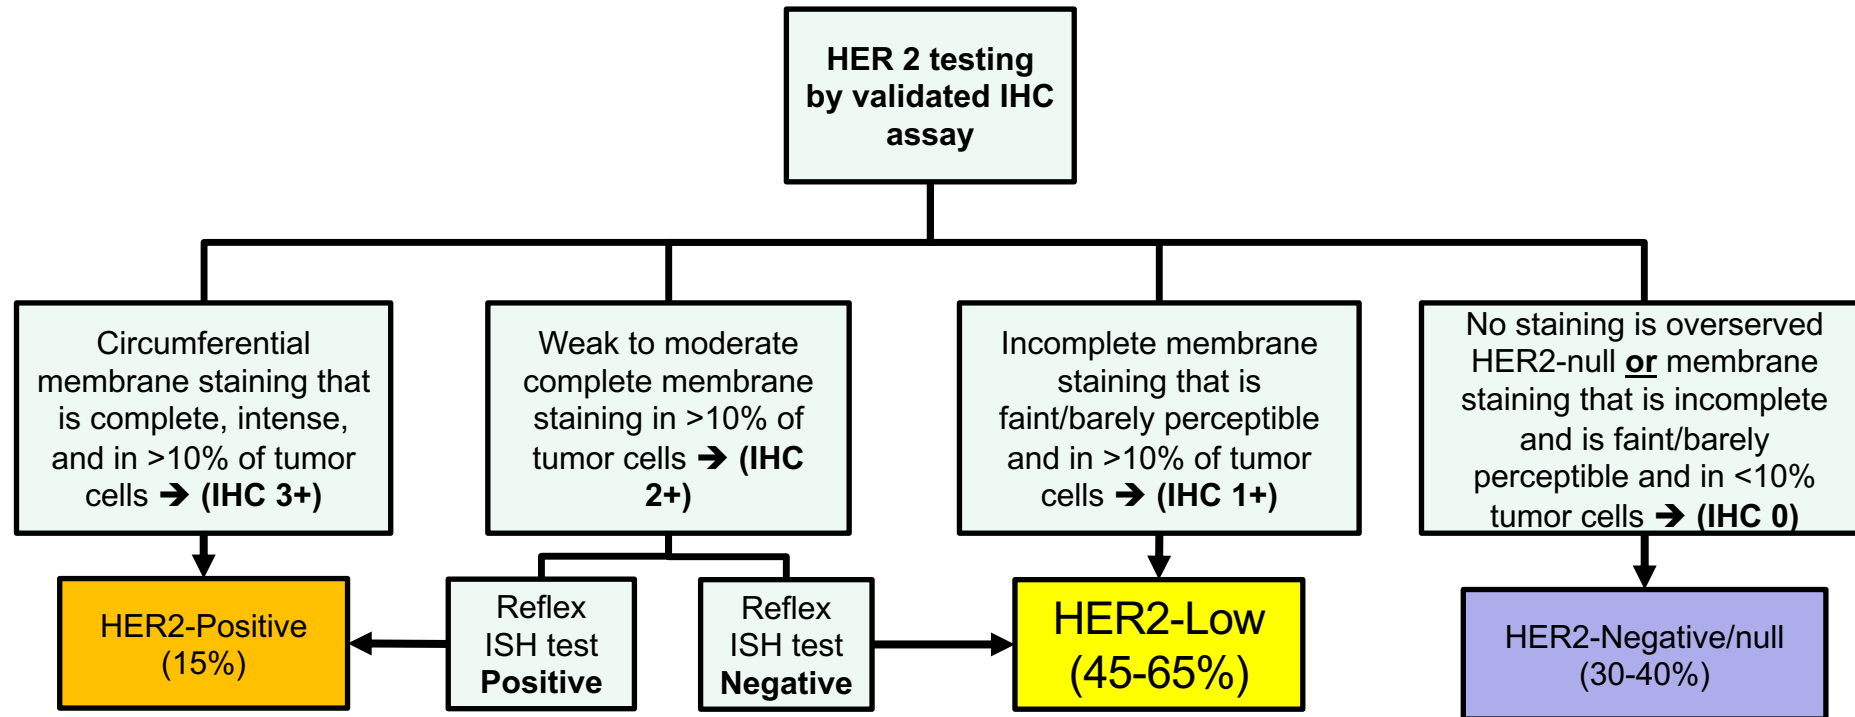 HER 2 testing
by validated IHC
assay
Circumferential
membrane staining that
is complete, intense,
and in >10% of tumor
cells ➔ (IHC 3+)
Weak to moderate
complete membrane
staining in >10% of
tumor cells ➔ (IHC
2+)
Incomplete membrane
staining that is
faint/barely perceptible
and in >10% of tumor
cells ➔ (IHC 1+)
No staining is overserved
HER2-null or membrane
staining that is incomplete
and is faint/barely
perceptible and in <10%
tumor cells ➔ (IHC 0)
HER2-Positive
(15%)
Reflex
ISH test
Positive
Reflex
ISH test
Negative
HER2-Low
(45-65%)
HER2-Negative/null
(30-40%)